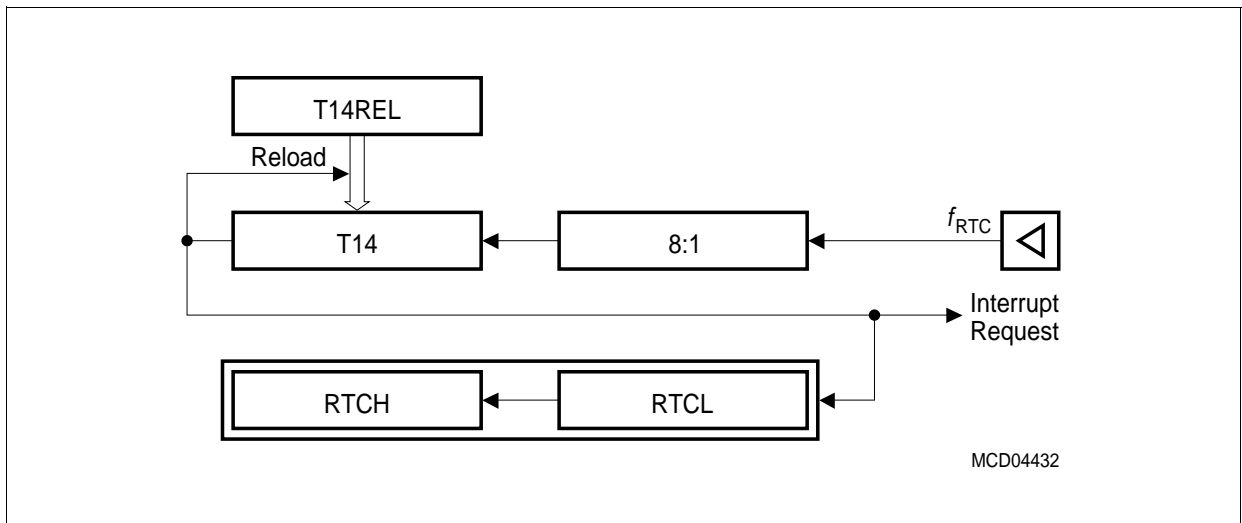 T14REL
Reload
T14
8:1
fRTC
Interrupt
Request
RTCH
RTCL
MCD04432